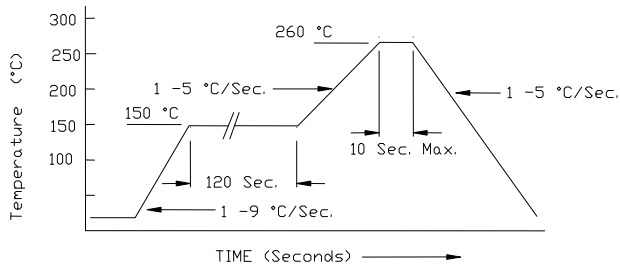 300
260 °C
250
200
1 -5 °C/Sec.
1 -5 °C/Sec.
150 °C
150
10 Sec. Max.
100
120 Sec.
1 -9 °C/Sec.
Temperature (°C)
TIME (Seconds)